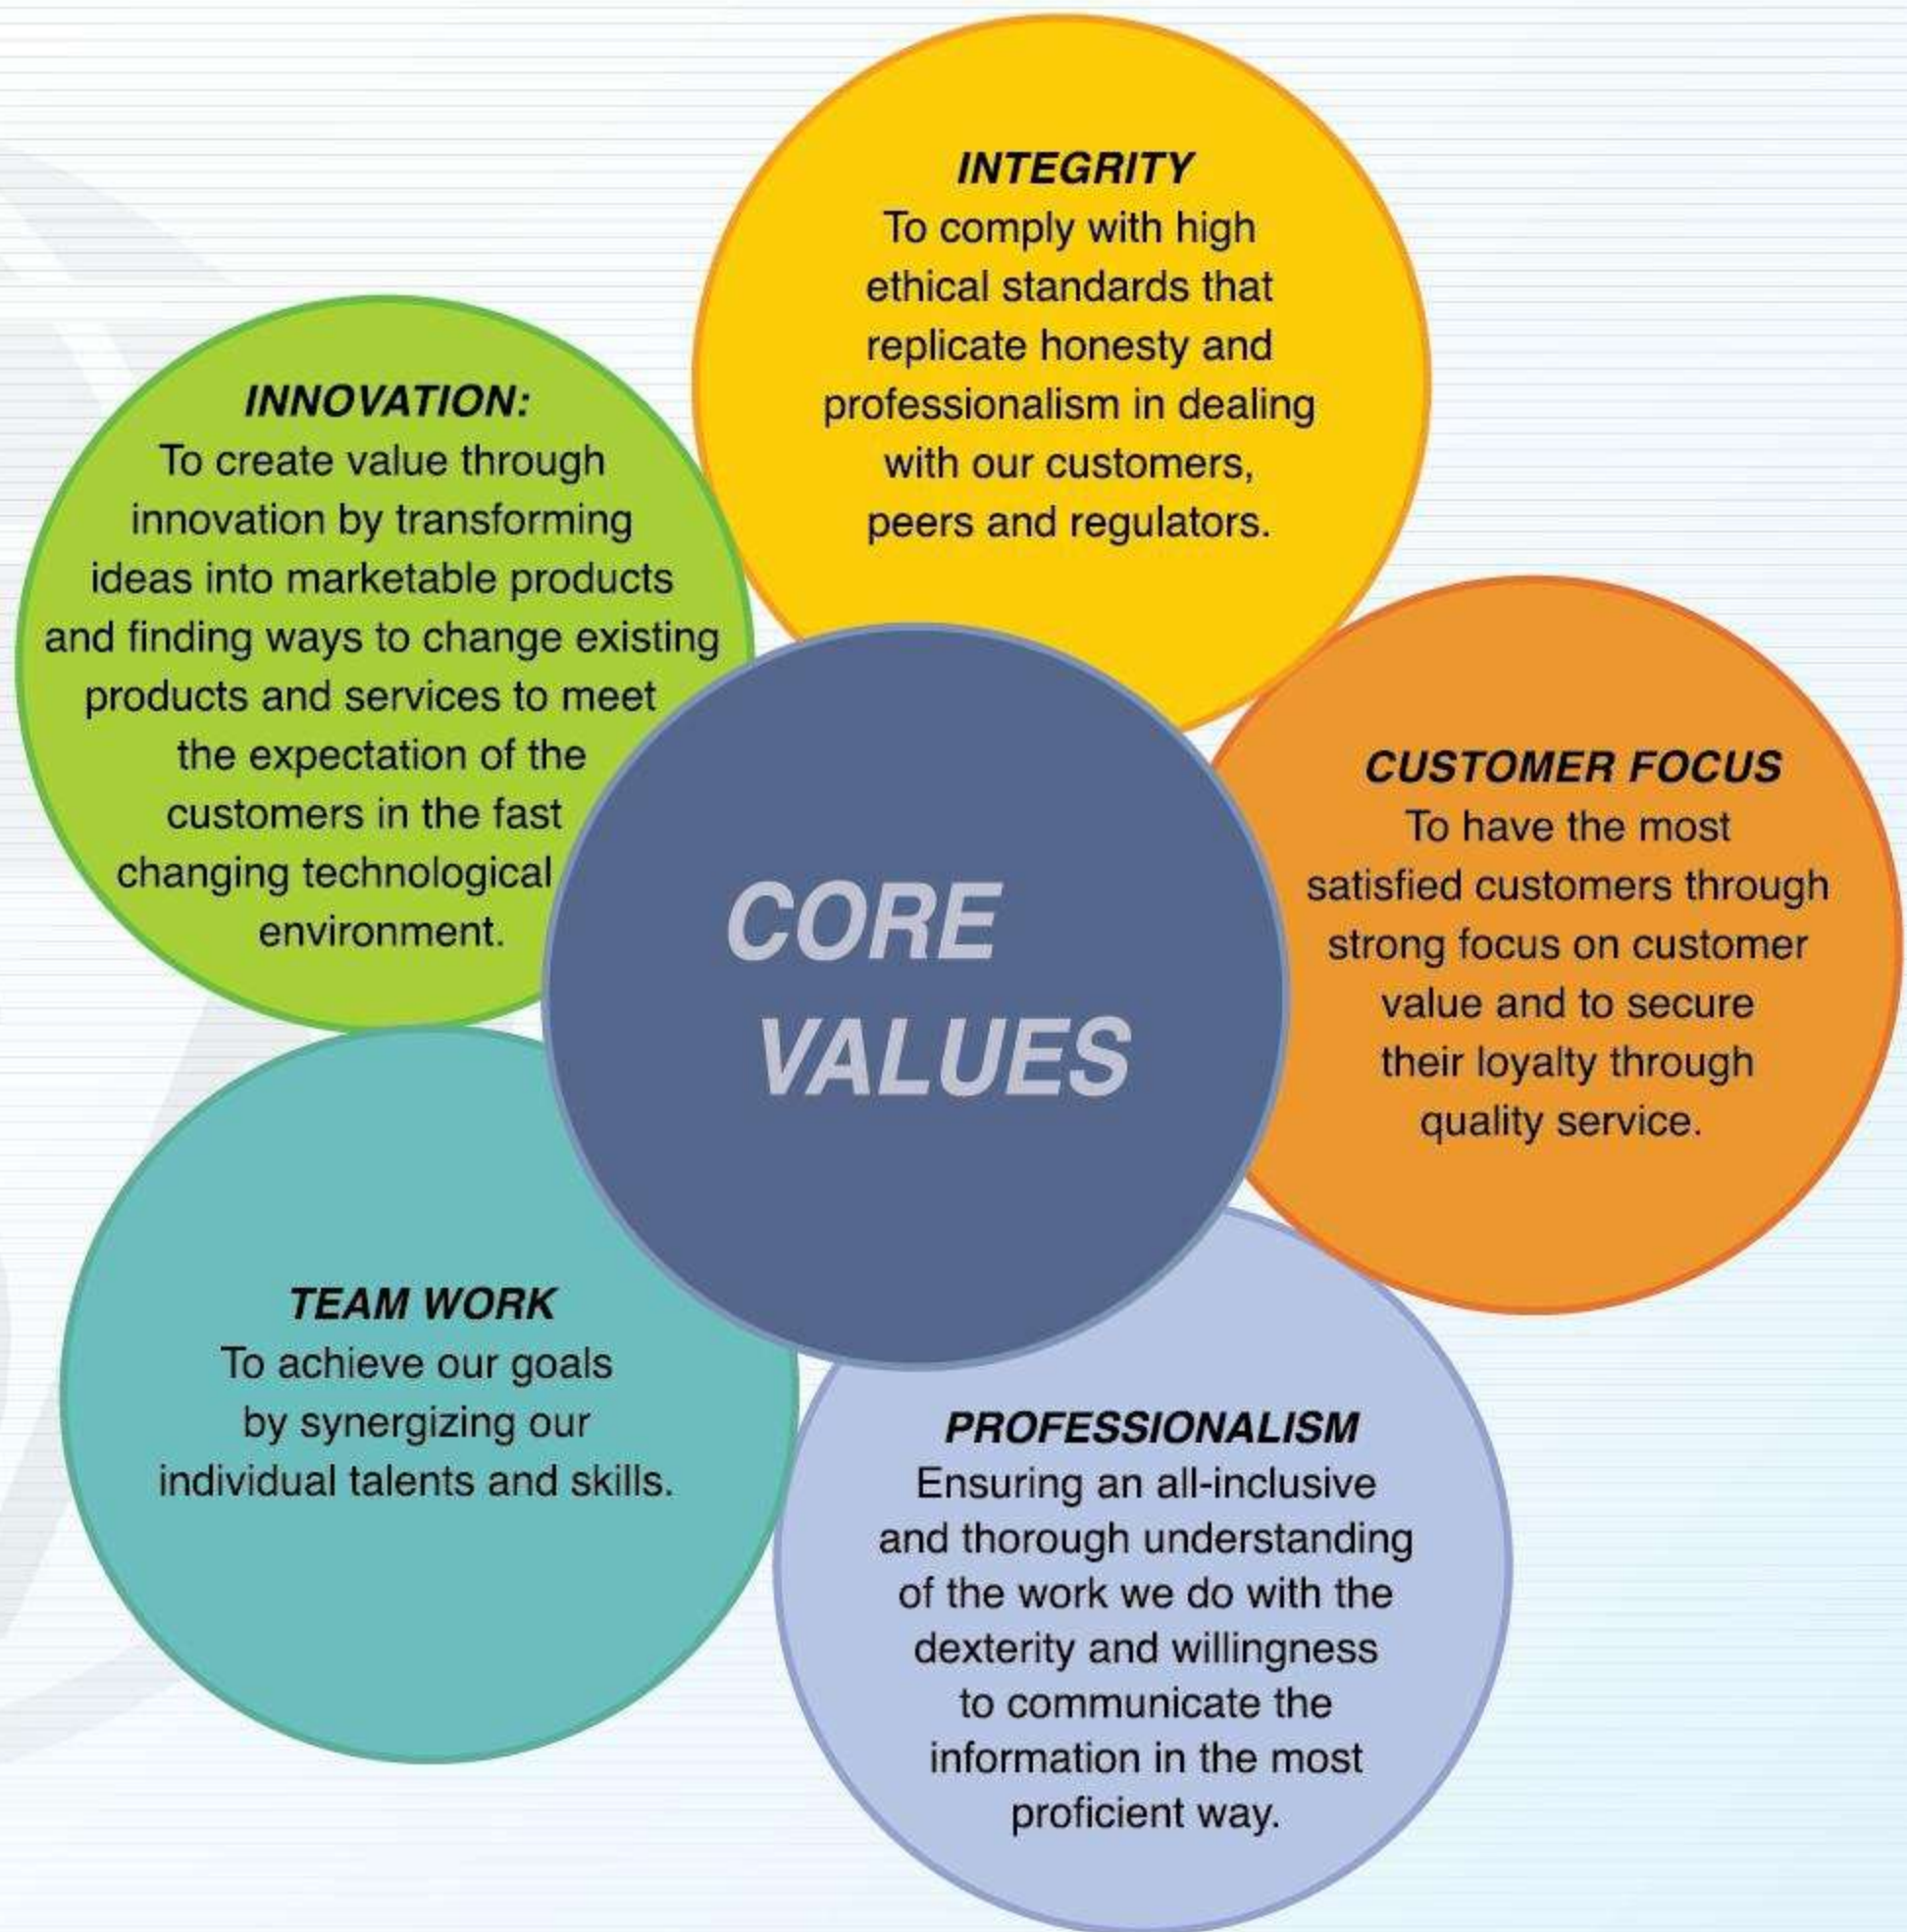 INTEGRITY
To comply with high
ethical standards that
replicate honesty and
professionalism in dealing
with our customers,
peers and regulators.
INNOVATION:
To create value through
innovation by transforming
ideas into marketable products
and finding ways to change existing
products and services to meet
the expectation of the
customers in the fast
changing technological
environment.
CUSTOMER FOCUS
To have the most
satisfied customers through
strong focus on customer
value and to secure
their loyalty through
quality service.
CORE
VALUES
TEAM WORK
To achieve our goals
by synergizing our
individual talents and skills.
PROFESSIONALISM
Ensuring an all-inclusive
and thorough understanding
of the work we do with the
dexterity and willingness
to communicate the
information in the most
proficient way.